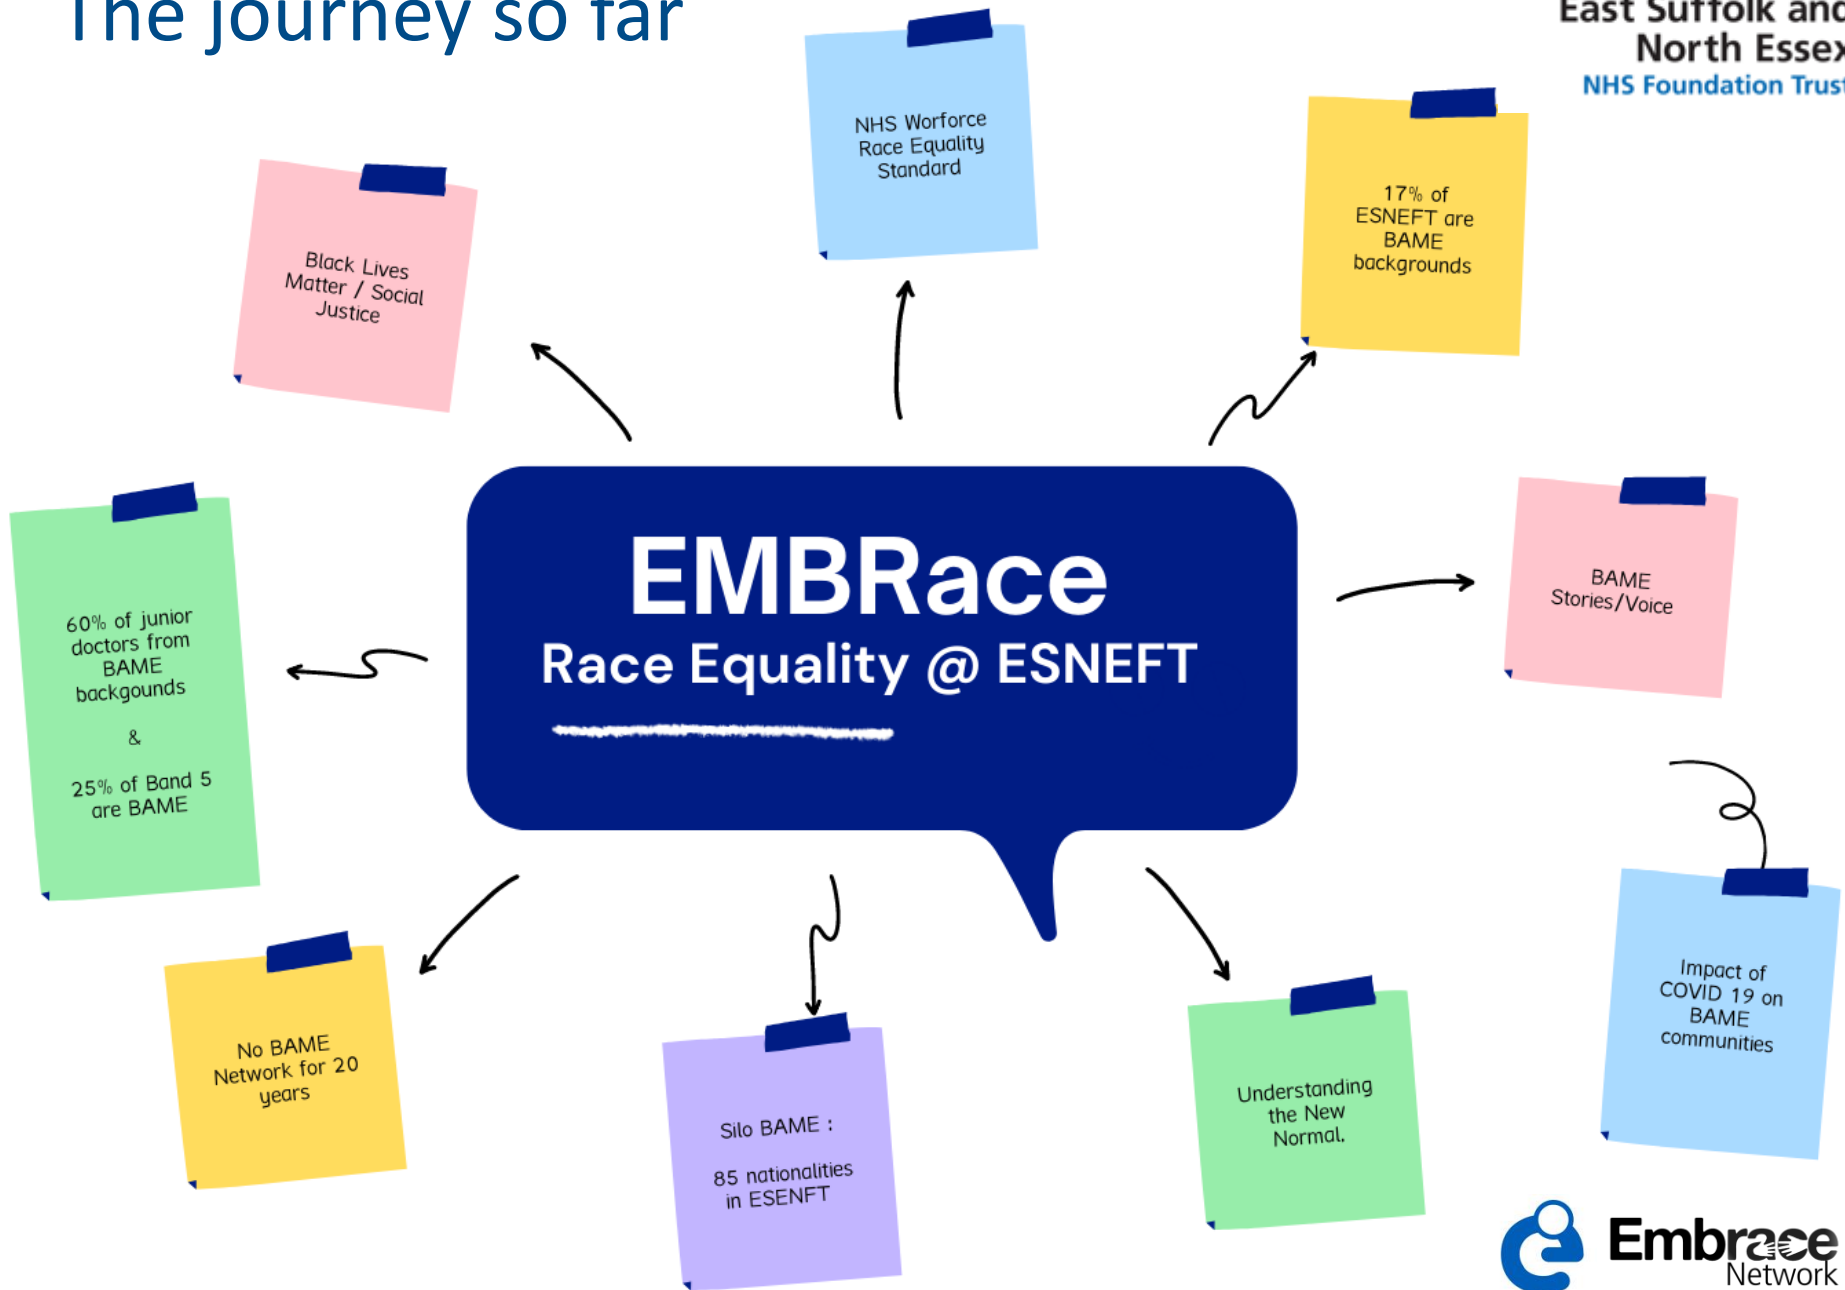 The journey so far
East Suffolk and
North Essex
NHS Foundation Trust
NHS Worforce
Race Equality
Standard
17% of
ESNEFT are
BAME
backgrounds
Black Lives
Matter / Social
Justice
EMBRace
Race Equality @ ESNEFT
BAME
Stories/Voice
60% of junior
doctors from
BAME
backgounds
&
25% of Band 5
are BAME
Impact of
COVID 19 on
BAME
communities
No BAME
Network for 20
years
Silo BAME :
85 nationalities
in ESENFT
Understanding
the New
Normal.
Embrace
Network